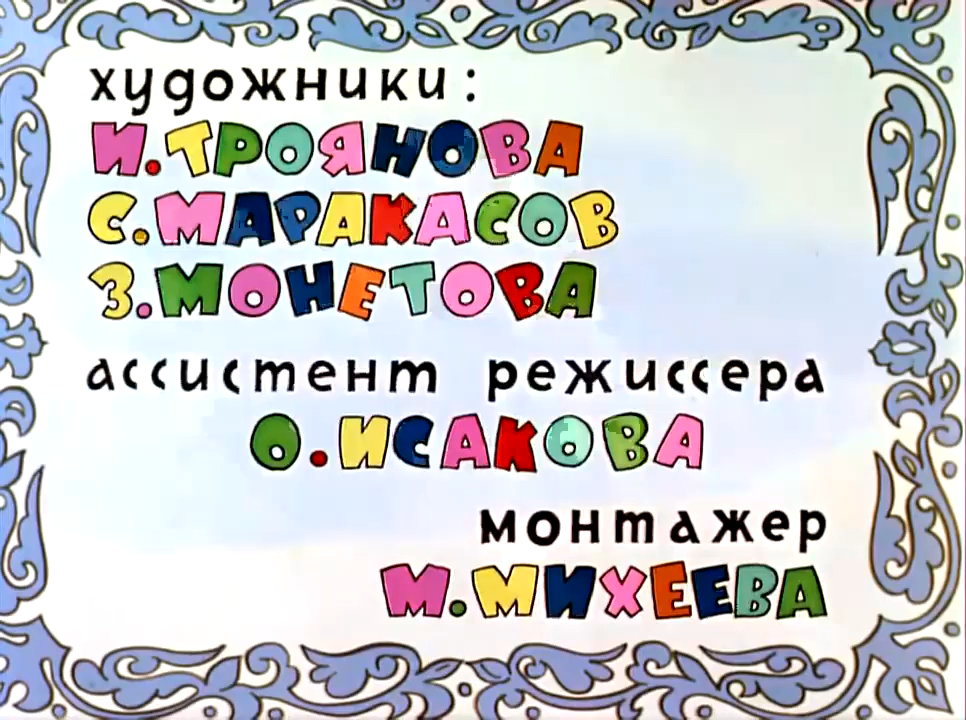 художники:
И.ТРОЯНОВА
С.МАРАКАСОВ
З.МОНЕТОВА
ассистент режиссера
О.ИСАКОВА
монтажер
М.МИХЕЕВА